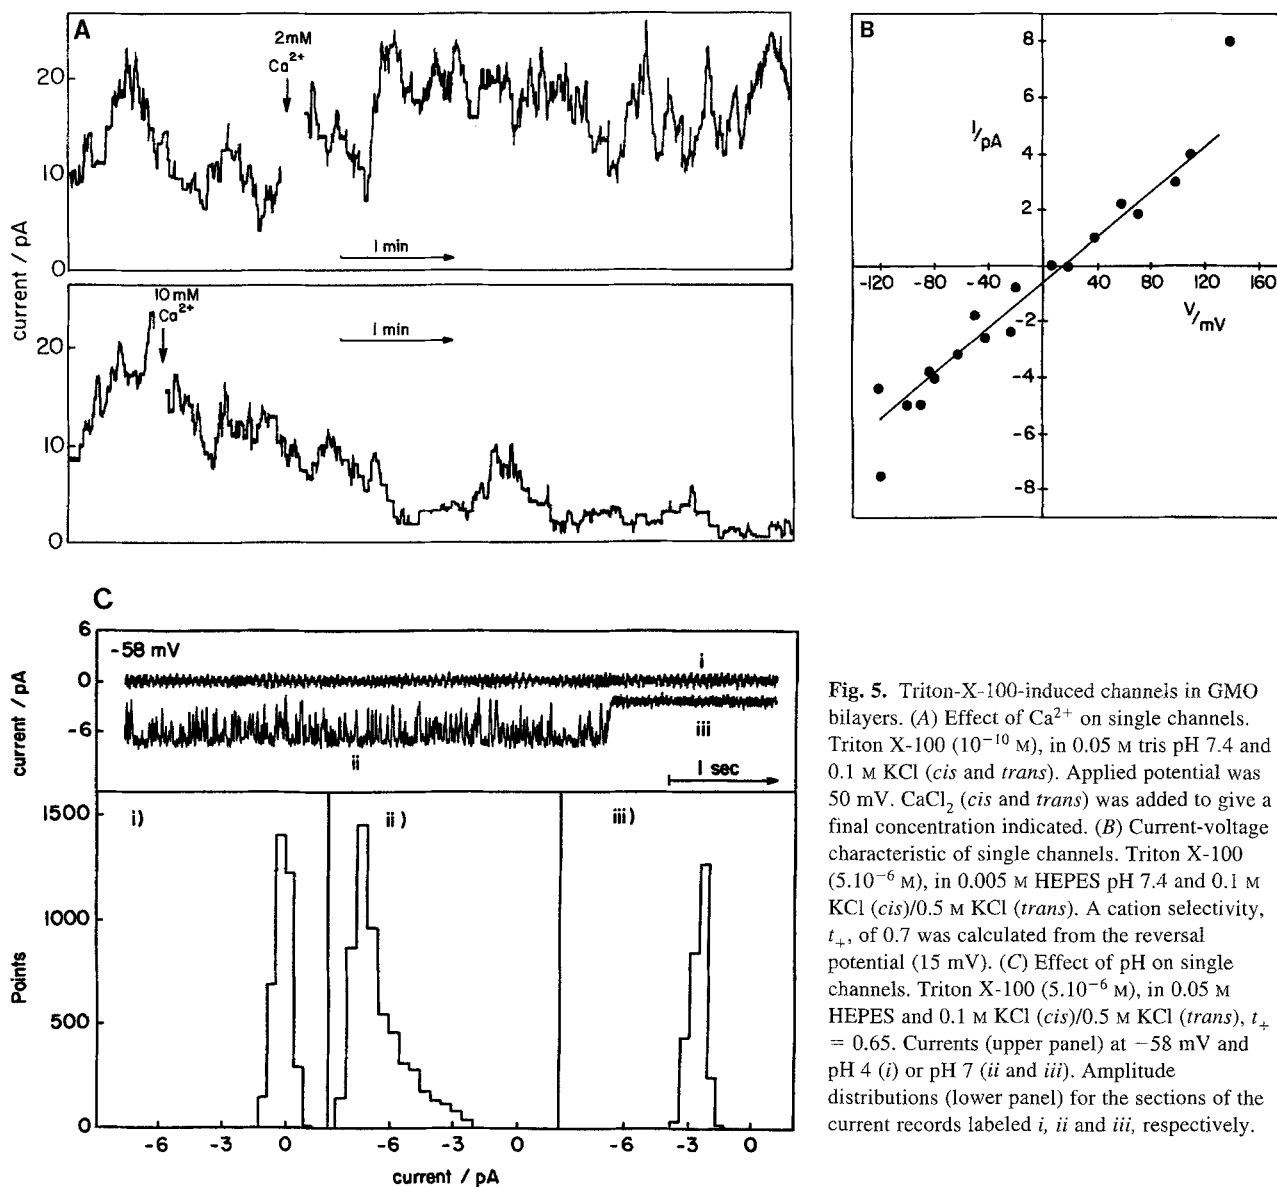 A
2mM
Ca²⁺
20
10
0
1 min
current / pA
10mM
Ca²⁺
20
10
0
1 min
B
8
6
4
2
I/pA
-120 -80 -40 40 80 120 160
V/mV
-2
-4
-6
-8
C
6
0
-6
current / pA
-58 mV
i
iii
ii
1 sec
1500
1000
500
0
Points
i)
ii)
iii)
-6 -3 0 -6 -3 0 -6 -3 0
current / pA
Fig. 5. Triton-X-100-induced channels in GMO
bilayers. (A) Effect of Ca²⁺ on single channels.
Triton X-100 (10⁻¹⁰ M), in 0.05 M tris pH 7.4 and
0.1 M KCl (cis and trans). Applied potential was
50 mV. CaCl₂ (cis and trans) was added to give a
final concentration indicated. (B) Current-voltage
characteristic of single channels. Triton X-100
(5.10⁻⁶ M), in 0.005 M HEPES pH 7.4 and 0.1 M
KCl (cis)/0.5 M KCl (trans). A cation selectivity,
t₊, of 0.7 was calculated from the reversal
potential (15 mV). (C) Effect of pH on single
channels. Triton X-100 (5.10⁻⁶ M), in 0.05 M
HEPES and 0.1 M KCl (cis)/0.5 M KCl (trans), t₊
= 0.65. Currents (upper panel) at −58 mV and
pH 4 (i) or pH 7 (ii and iii). Amplitude
distributions (lower panel) for the sections of the
current records labeled i, ii and iii, respectively.